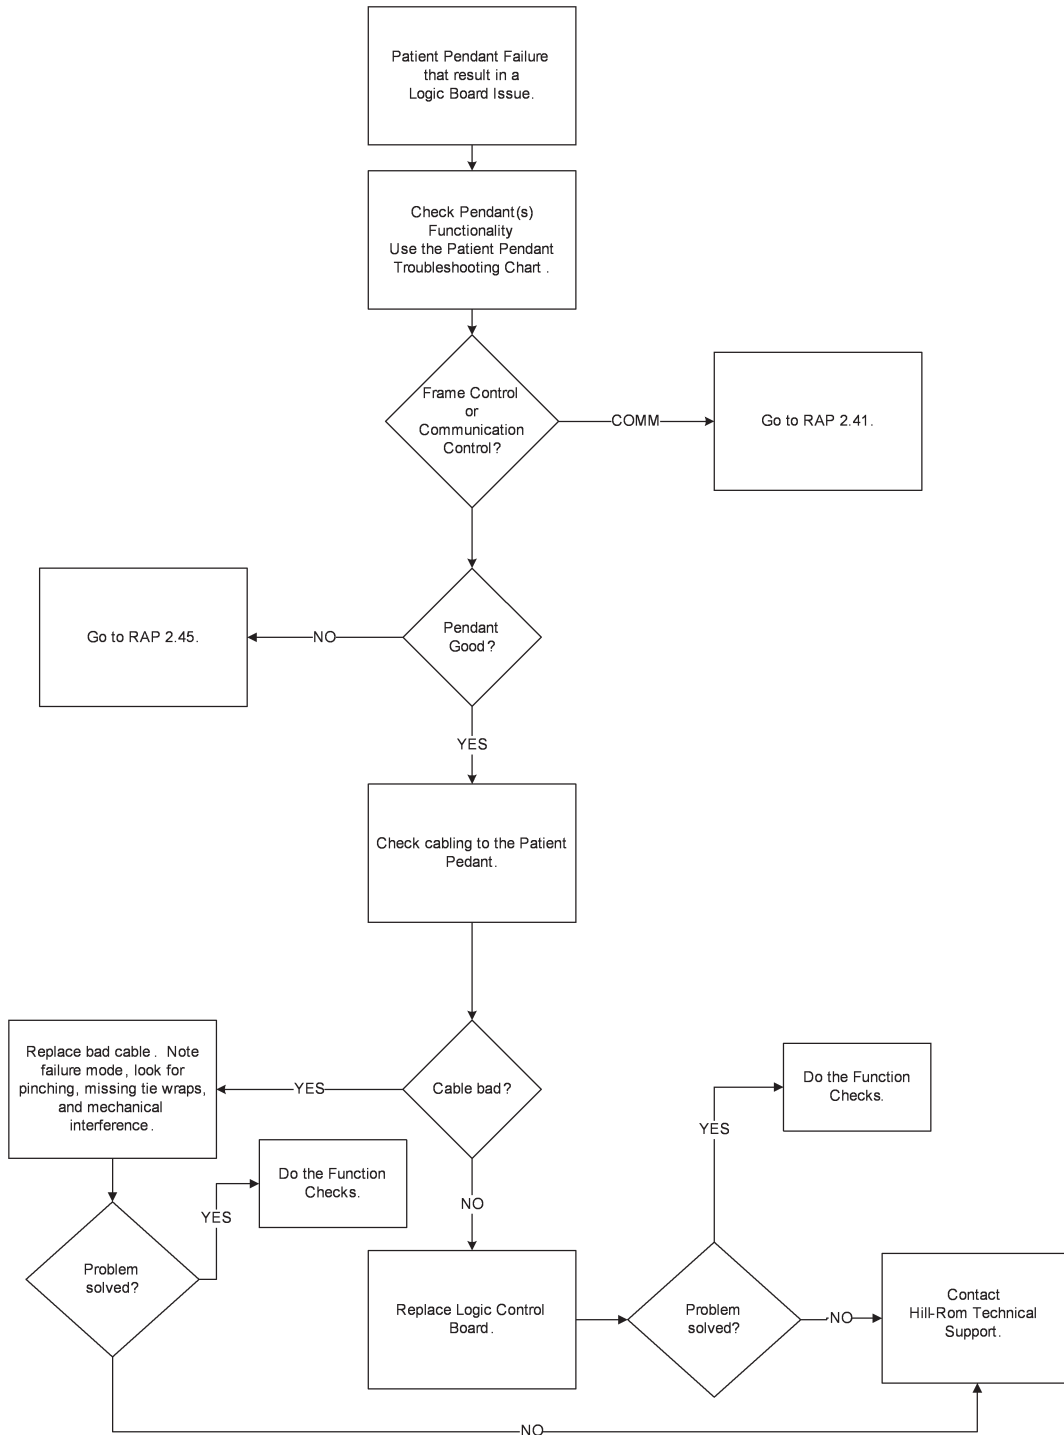 Patient Pendant Failure
that result in a
Logic Board Issue.
Check Pendant(s)
Functionality
Use the Patient Pendant
Troubleshooting Chart .
Frame Control
or
Communication
Control?
COMM
Go to RAP 2.41.
Pendant
Good?
NO
Go to RAP 2.45.
YES
Check cabling to the Patient
Pedant.
Cable bad?
YES
Replace bad cable. Note
failure mode, look for
pinching, missing tie wraps,
and mechanical
interference.
Problem
solved?
YES
Do the Function
Checks.
NO
Replace Logic Control
Board.
Problem
solved?
YES
Do the Function
Checks.
NO
Contact
Hill-Rom Technical
Support.
NO